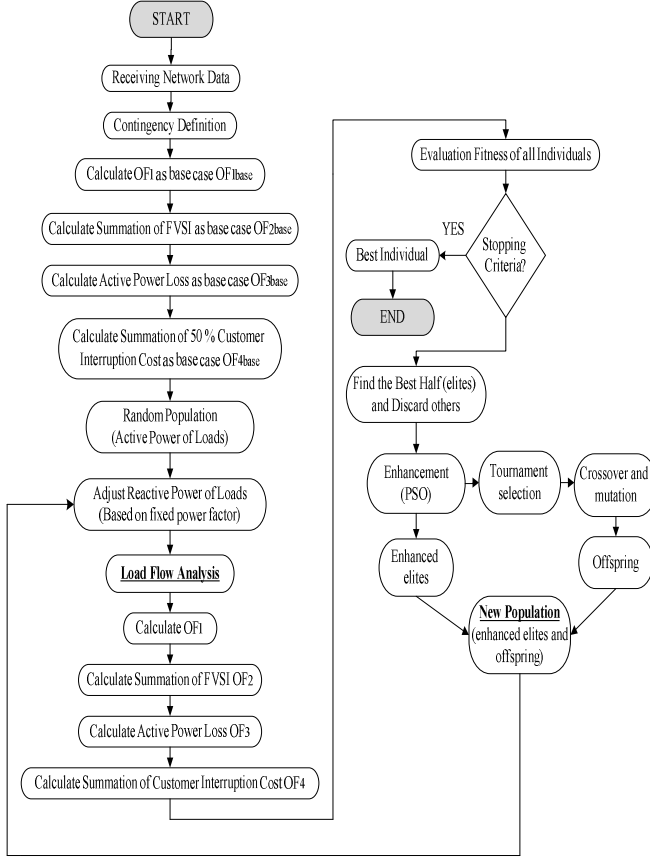 START
Receiving Network Data
Contingency Definition
Calculate OF1 as base case OF1base
Calculate Summation of FVSI as base case OF2base
Calculate Active Power Loss as base case OF3base
Calculate Summation of 50 % Customer
Interruption Cost as base case OF4base
Random Population
(Active Power of Loads)
Adjust Reactive Power of Loads
(Based on fixed power factor)
Load Flow Analysis
Calculate OF1
Calculate Summation of FVSI OF2
Calculate Active Power Loss OF3
Calculate Summation of Customer Interruption Cost OF4
Evaluation Fitness of all Individuals
Stopping
Criteria?
YES
Best Individual
END
Find the Best Half (elites)
and Discard others
Enhancement
(PSO)
Tournament
selection
Crossover and
mutation
Enhanced
elites
Offspring
New Population
(enhanced elites and
offspring)